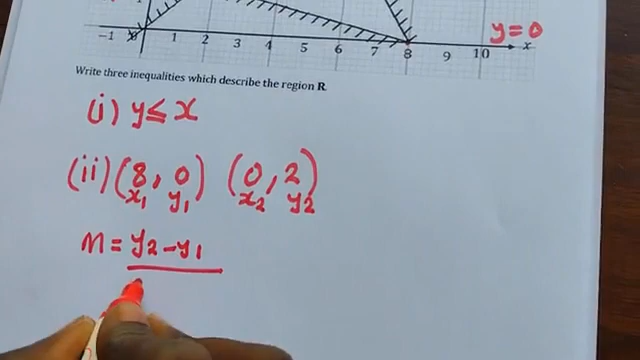 y=0
-1 1 2 3 4 5 6 7 8 9 10 x
Write three inequalities which describe the region R.
(i) y≤x
(ii) (8, 0) (0, 2)
x₁ y₁ x₂ y₂
M = y₂-y₁